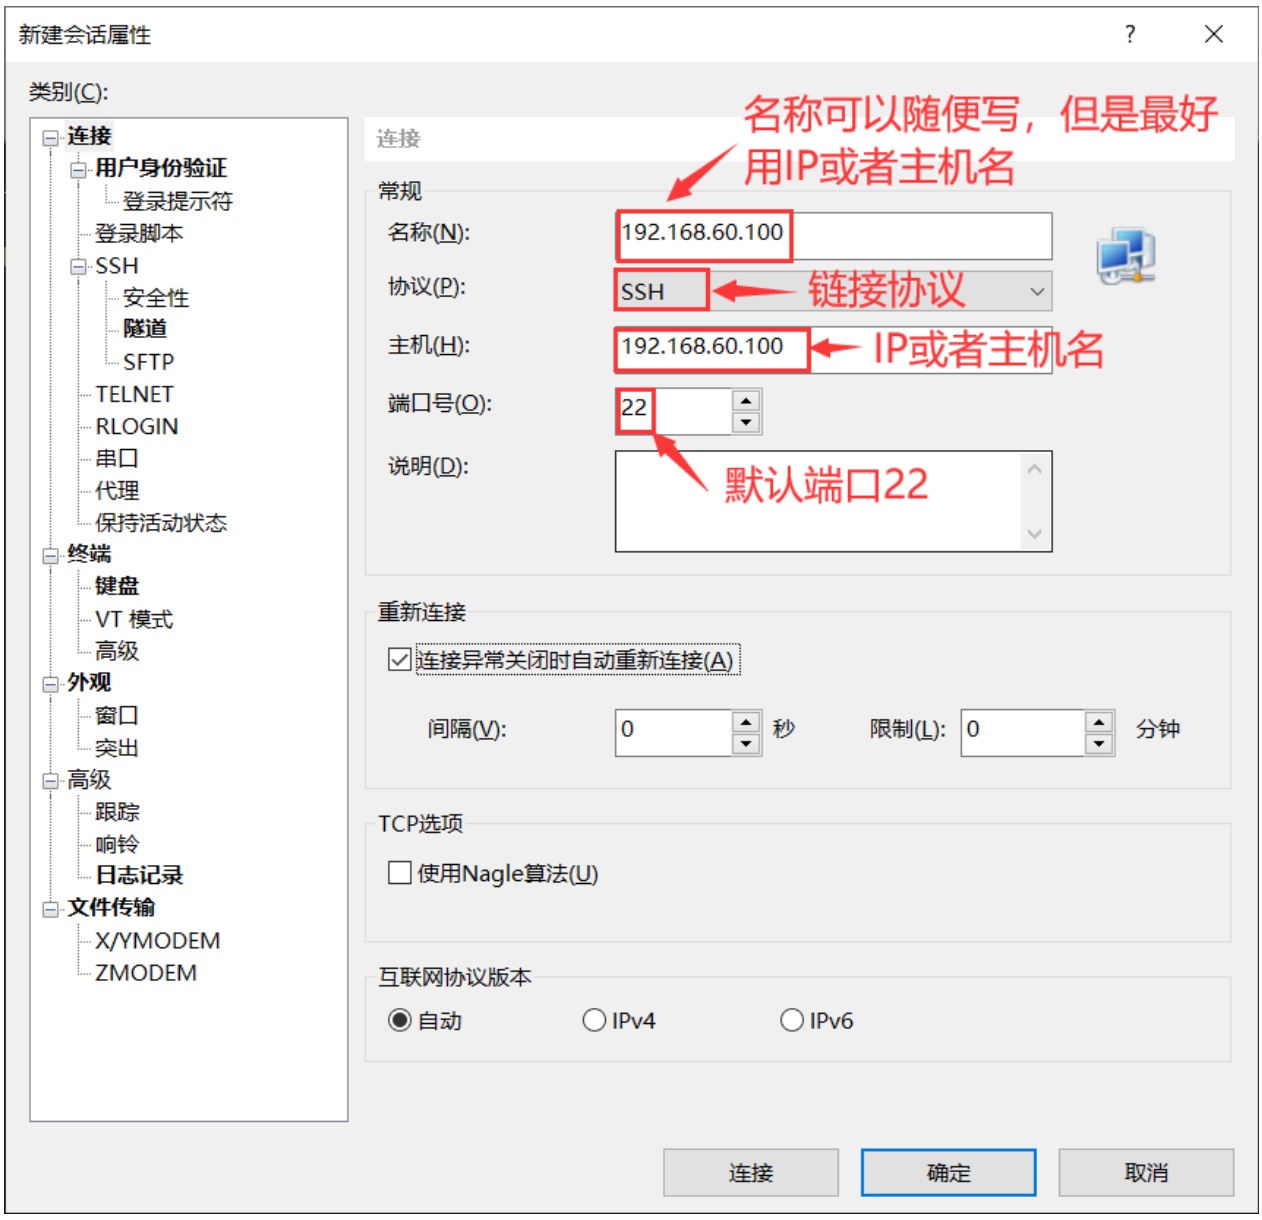 新建会话属性
?
类别(C):
连接
用户身份验证
登录提示符
登录脚本
SSH
安全性
隧道
SFTP
TELNET
RLOGIN
串口
代理
保持活动状态
终端
键盘
VT 模式
高级
外观
窗口
突出
高级
跟踪
响铃
日志记录
文件传输
X/YMODEM
ZMODEM
连接
名称可以随便写，但是最好
用IP或者主机名
常规
名称(N):
192.168.60.100
协议(P):
SSH
链接协议
主机(H):
192.168.60.100
IP或者主机名
端口号(O):
22
默认端口22
说明(D):
重新连接
连接异常关闭时自动重新连接(A)
间隔(V):
0
秒
限制(L):
0
分钟
TCP选项
使用Nagle算法(U)
互联网协议版本
自动
IPv4
IPv6
连接
确定
取消